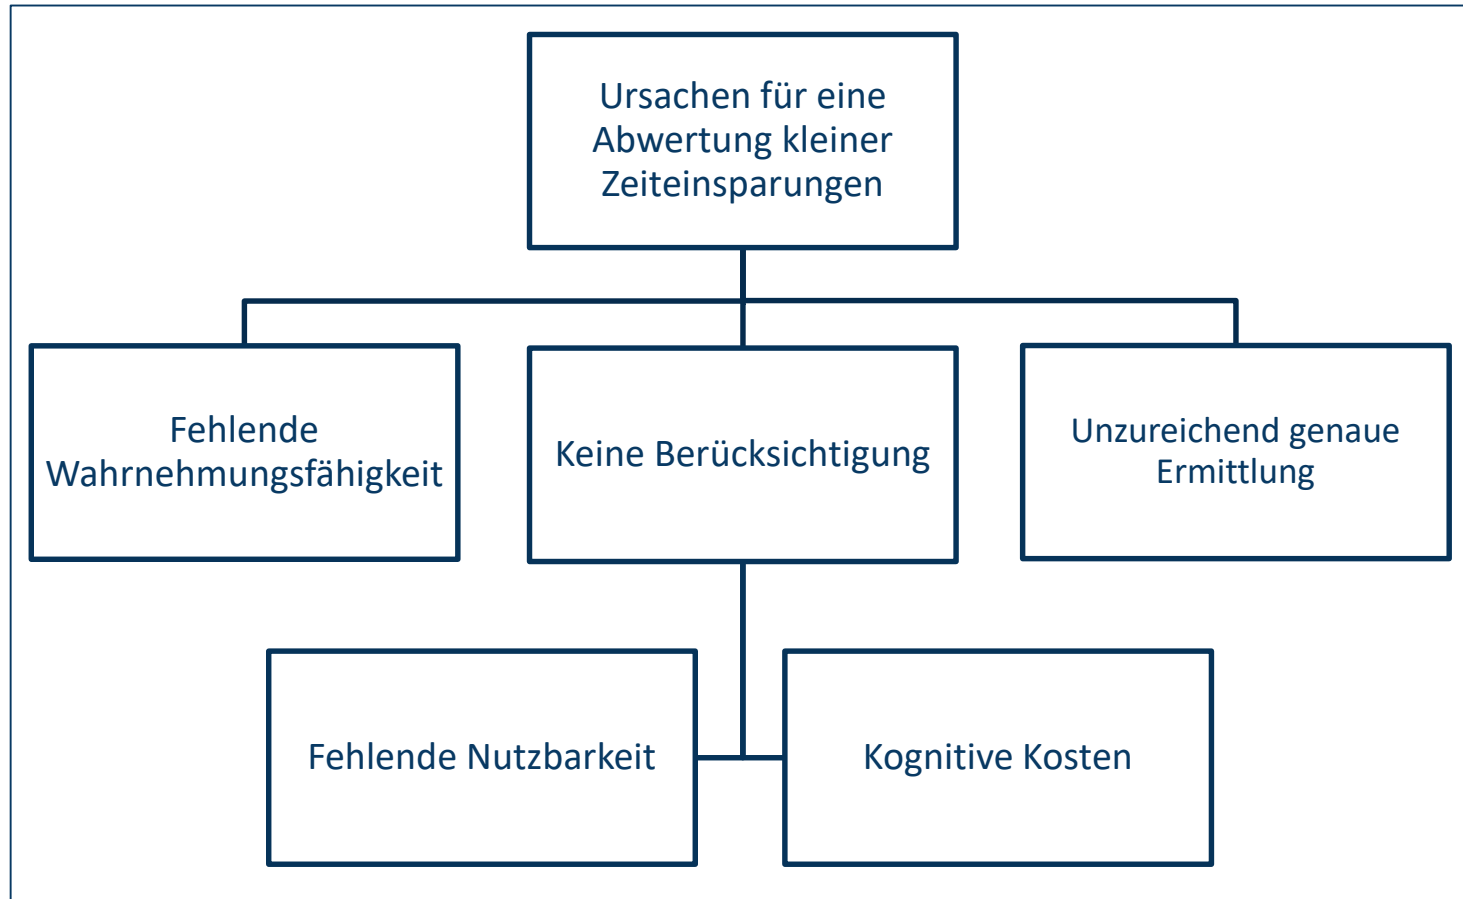 Ursachen für eine
Abwertung kleiner
Zeiteinsparungen
Fehlende
Wahrnehmungsfähigkeit
Keine Berücksichtigung
Unzureichend genaue
Ermittlung
Fehlende Nutzbarkeit
Kognitive Kosten